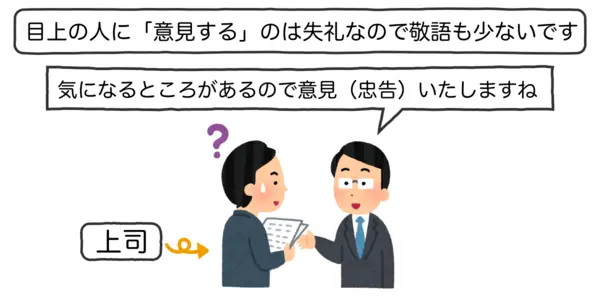 目上の人に「意見する」のは失礼なので敬語も少ないです
気になるところがあるので意見（忠告）いたしますね
?
上司